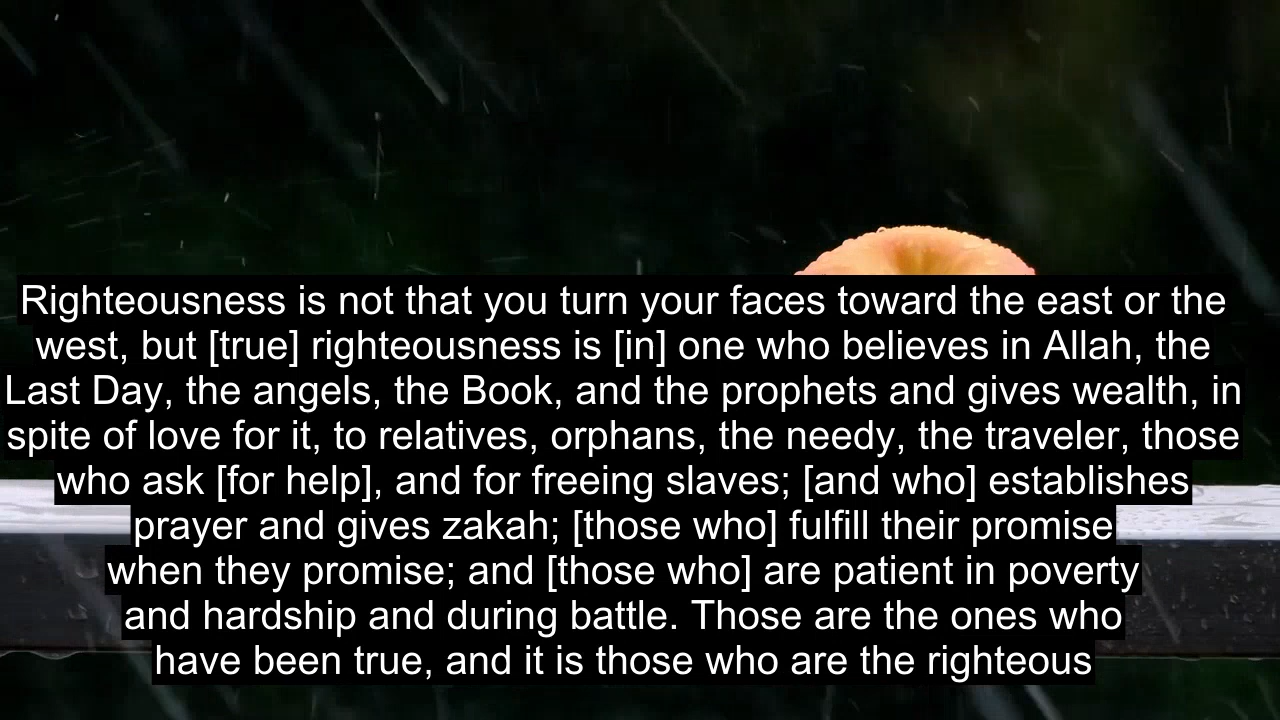 Righteousness is not that you turn your faces toward the east or the
west, but [true] righteousness is [in] one who believes in Allah, the
Last Day, the angels, the Book, and the prophets and gives wealth, in
spite of love for it, to relatives, orphans, the needy, the traveler, those
who ask [for help], and for freeing slaves; [and who] establishes
prayer and gives zakah; [those who] fulfill their promise
when they promise; and [those who] are patient in poverty
and hardship and during battle. Those are the ones who
have been true, and it is those who are the righteous